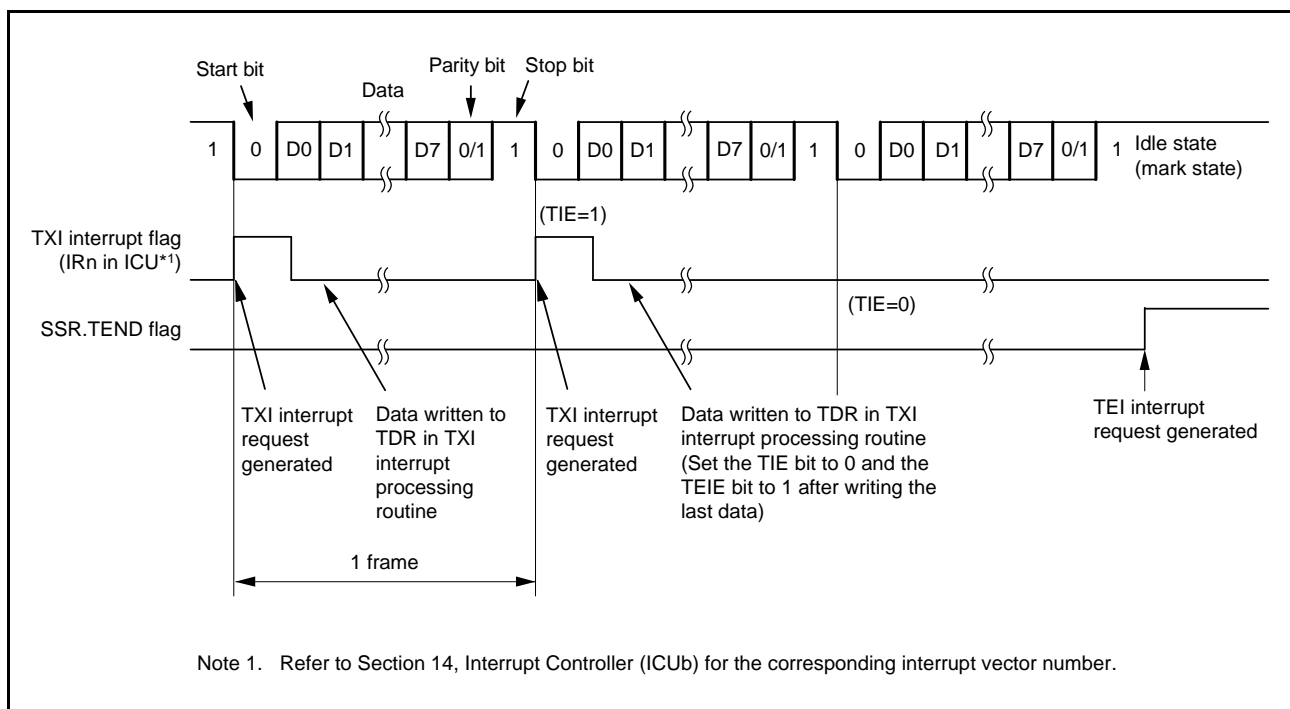 Start bit
Parity bit
Stop bit
Data
1 0 D0 D1 D7 0/1 1 0 D0 D1 D7 0/1 1 0 D0 D1 D7 0/1 1
Idle state
(mark state)
(TIE=1)
TXI interrupt flag
(IRn in ICU*1)
(TIE=0)
SSR.TEND flag
TXI interrupt
request
generated
Data written to
TDR in TXI
interrupt
processing
routine
TXI interrupt
request
generated
Data written to TDR in TXI
interrupt processing routine
(Set the TIE bit to 0 and the
TEIE bit to 1 after writing the
last data)
TEI interrupt
request generated
1 frame
Note 1. Refer to Section 14, Interrupt Controller (ICUb) for the corresponding interrupt vector number.